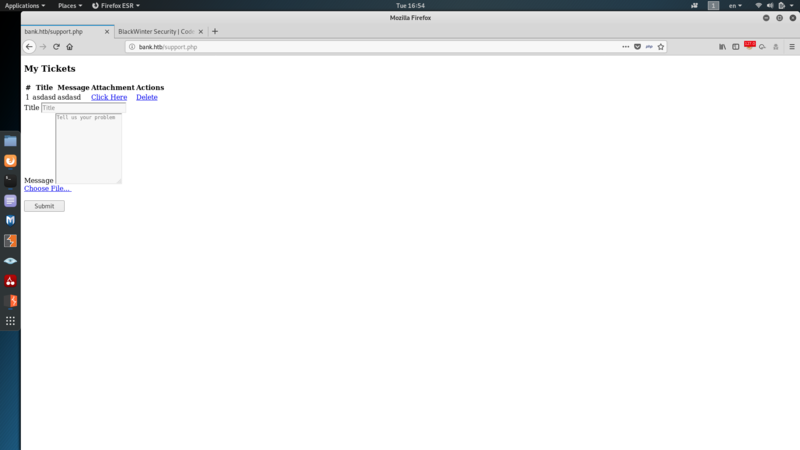 Applications Places Firefox ESR Tue 16:54 1 en
Mozilla Firefox
bank.htb/support.php BlackWinter Security | Cod
bank.htb/support.php
My Tickets
# Title Message Attachment Actions
1 asdasd asdasd Click Here Delete
Title Title
Tell us your problem
Message
Choose File...
Submit